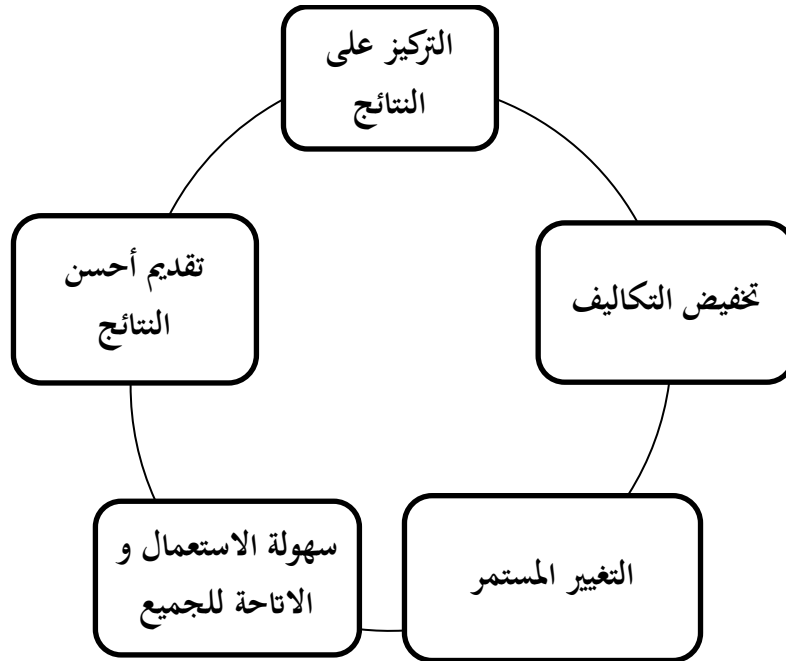 التركيز على
النتائج
تخفيض التكاليف
التغيير المستمر
سهولة الاستعمال و
الاتاحة للجميع
تقديم أحسن
النتائج